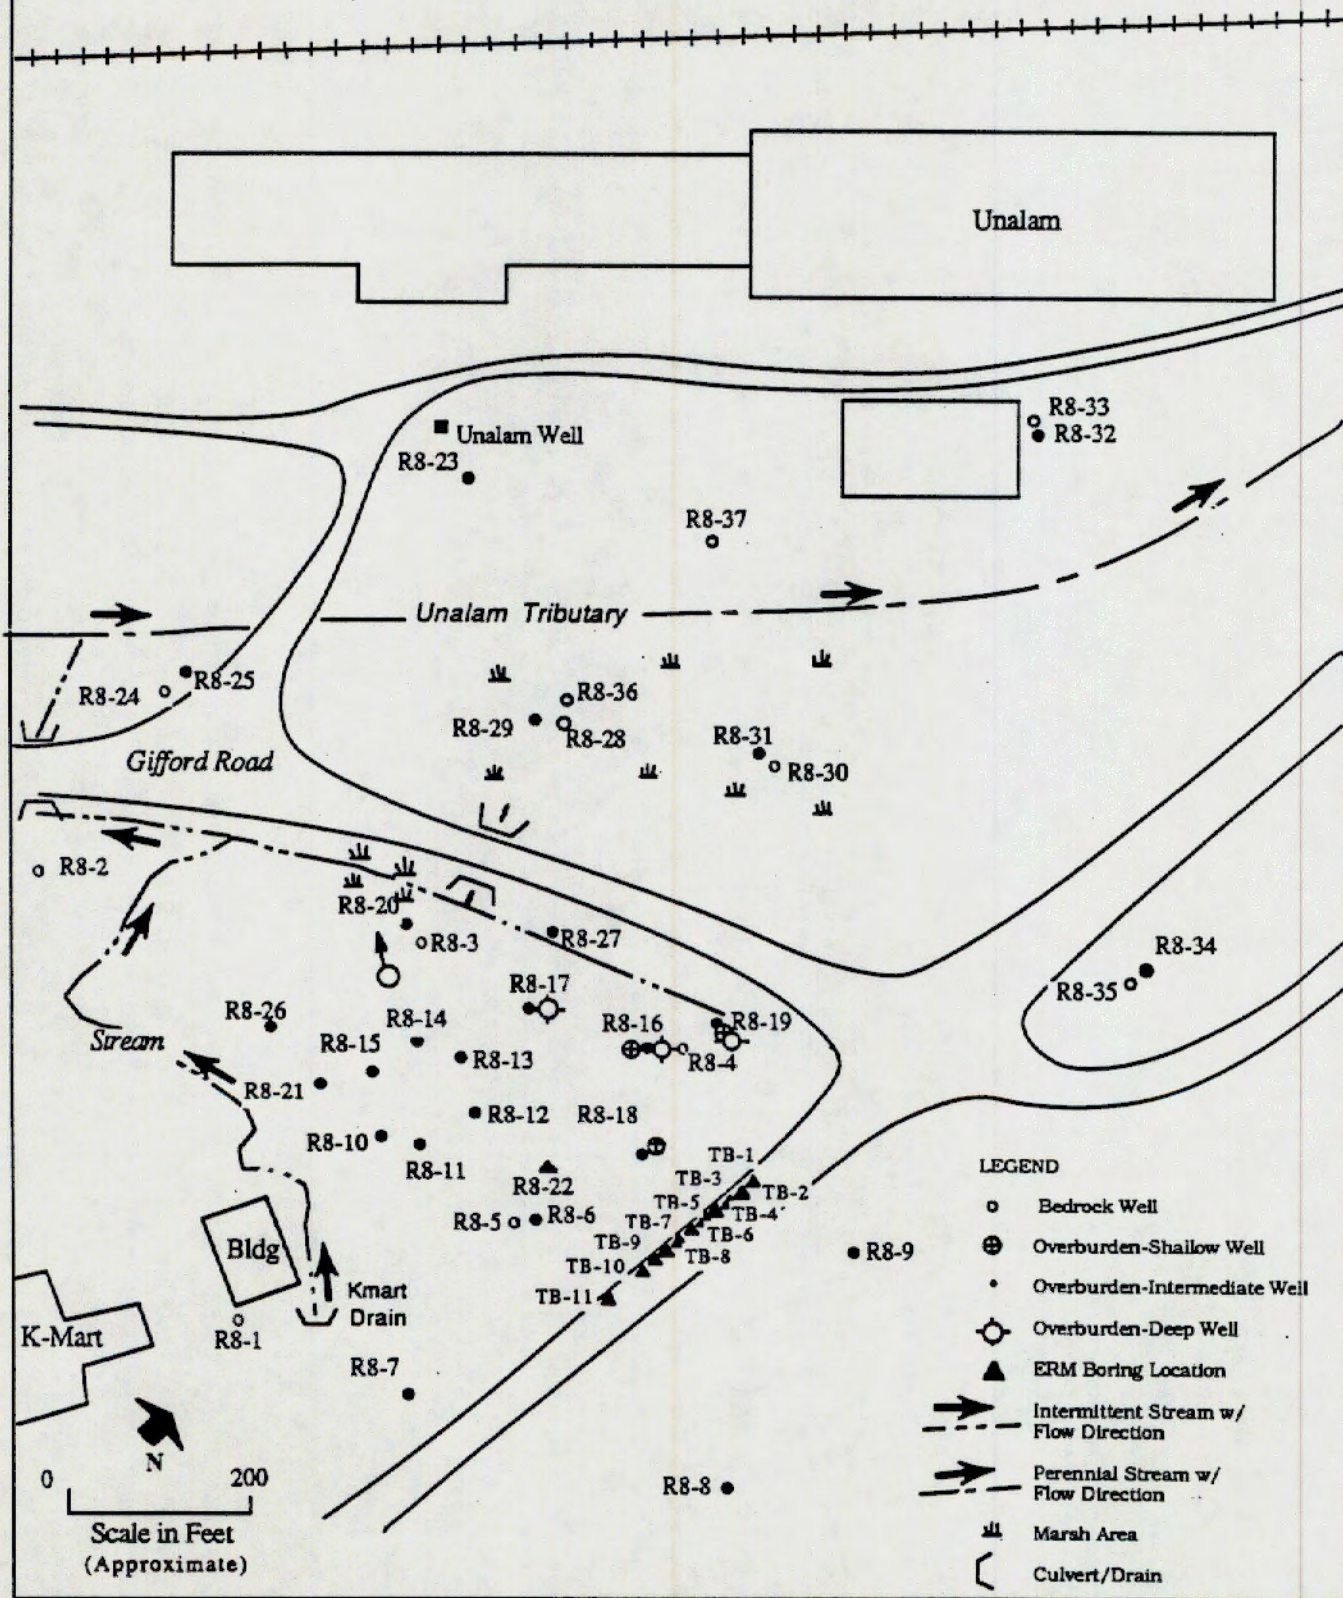 Unalam
R8-33
Unalam Well
R8-32
R8-23
R8-37
Unalam Tributary
R8-24
R8-25
R8-36
R8-29
R8-28
R8-31
R8-30
Gifford Road
R8-2
R8-20
R8-3
R8-27
R8-34
R8-35
R8-17
R8-26
R8-14
R8-16
R8-19
Stream
R8-15
R8-13
R8-4
R8-21
R8-12
R8-18
R8-10
R8-11
TB-1
TB-3
TB-2
R8-22
TB-5
TB-4
R8-5
R8-6
TB-7
TB-6
TB-9
TB-8
TB-10
TB-11
R8-9
Bldg
Kmart
Drain
K-Mart
R8-1
R8-7
R8-8
N
0 200
Scale in Feet
(Approximate)
LEGEND
Bedrock Well
Overburden-Shallow Well
Overburden-Intermediate Well
Overburden-Deep Well
ERM Boring Location
Intermittent Stream w/
Flow Direction
Perennial Stream w/
Flow Direction
Marsh Area
Culvert/Drain